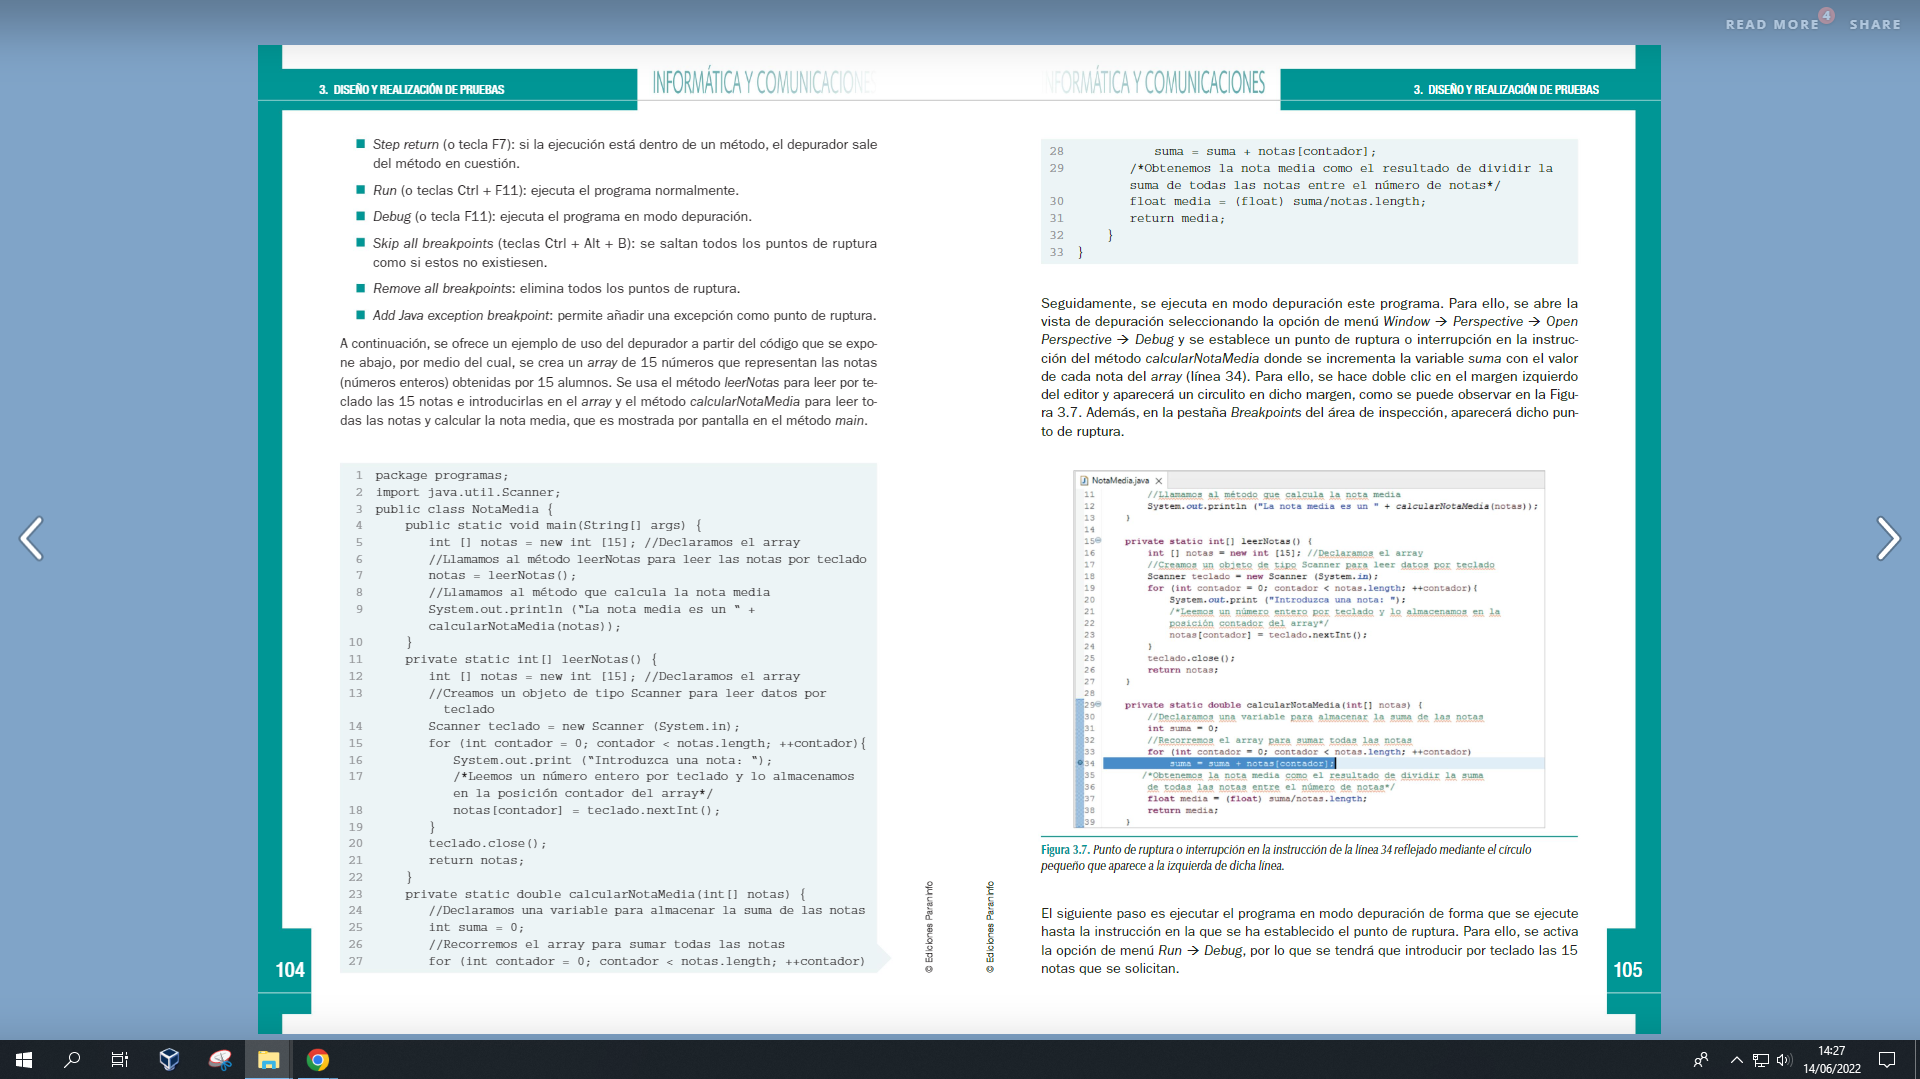 READ MORE 4 SHARE
3. DISEÑO Y REALIZACIÓN DE PRUEBAS
INFORMÁTICA Y COMUNICACIONES
■ Step return (o tecla F7): si la ejecución está dentro de un método, el depurador sale
del método en cuestión.
■ Run (o teclas Ctrl + F11): ejecuta el programa normalmente.
■ Debug (o tecla F11): ejecuta el programa en modo depuración.
■ Skip all breakpoints (teclas Ctrl + Alt + B): se saltan todos los puntos de ruptura
como si estos no existiesen.
■ Remove all breakpoints: elimina todos los puntos de ruptura.
■ Add Java exception breakpoint: permite añadir una excepción como punto de ruptura.
A continuación, se ofrece un ejemplo de uso del depurador a partir del código que se expo-
ne abajo, por medio del cual, se crea un array de 15 números que representan las notas
(números enteros) obtenidas por 15 alumnos. Se usa el método leerNotas para leer por te-
clado las 15 notas e introducirlas en el array y el método calcularNotaMedia para leer to-
das las notas y calcular la nota media, que es mostrada por pantalla en el método main.
1 package programas;
2 import java.util.Scanner;
3 public class NotaMedia {
4 public static void main(String[] args) {
5 int [] notas = new int [15]; //Declaramos el array
6 //Llamamos al método leerNotas para leer las notas por teclado
7 notas = leerNotas();
8 //Llamamos al método que calcula la nota media
9 System.out.println (“La nota media es un “ +
calcularNotaMedia(notas));
10 }
11 private static int[] leerNotas() {
12 int [] notas = new int [15]; //Declaramos el array
13 //Creamos un objeto de tipo Scanner para leer datos por
teclado
14 Scanner teclado = new Scanner (System.in);
15 for (int contador = 0; contador < notas.length; ++contador){
16 System.out.print (“Introduzca una nota: “);
17 /*Leemos un número entero por teclado y lo almacenamos
en la posición contador del array*/
18 notas[contador] = teclado.nextInt();
19 }
20 teclado.close();
21 return notas;
22 }
23 private static double calcularNotaMedia(int[] notas) {
24 //Declaramos una variable para almacenar la suma de las notas
25 int suma = 0;
26 //Recorremos el array para sumar todas las notas
27 for (int contador = 0; contador < notas.length; ++contador)
© Ediciones Paraninfo
104
INFORMÁTICA Y COMUNICACIONES
3. DISEÑO Y REALIZACIÓN DE PRUEBAS
28 suma = suma + notas[contador];
29 /*Obtenemos la nota media como el resultado de dividir la
suma de todas las notas entre el número de notas*/
30 float media = (float) suma/notas.length;
31 return media;
32 }
33 }
Seguidamente, se ejecuta en modo depuración este programa. Para ello, se abre la
vista de depuración seleccionando la opción de menú Window → Perspective → Open
Perspective → Debug y se establece un punto de ruptura o interrupción en la instruc-
ción del método calcularNotaMedia donde se incrementa la variable suma con el valor
de cada nota del array (línea 34). Para ello, se hace doble clic en el margen izquierdo
del editor y aparecerá un circulito en dicho margen, como se puede observar en la Figu-
ra 3.7. Además, en la pestaña Breakpoints del área de inspección, aparecerá dicho pun-
to de ruptura.
NotaMedia.java
11 //Llamamos al método que calcula la nota media
12 System.out.println ("La nota media es un " + calcularNotaMedia(notas));
13 }
14
15 private static int[] leerNotas() {
16 int [] notas = new int [15]; //Declaramos el array
17 //Creamos un objeto de tipo Scanner para leer datos por teclado
18 Scanner teclado = new Scanner (System.in);
19 for (int contador = 0; contador < notas.length; ++contador){
20 System.out.print ("Introduzca una nota: ");
21 /*Leemos un número entero por teclado y lo almacenamos en la
22 posición contador del array*/
23 notas[contador] = teclado.nextInt();
24 }
25 teclado.close();
26 return notas;
27 }
28
29 private static double calcularNotaMedia(int[] notas) {
30 //Declaramos una variable para almacenar la suma de las notas
31 int suma = 0;
32 //Recorremos el array para sumar todas las notas
33 for (int contador = 0; contador < notas.length; ++contador)
34 suma = suma + notas[contador];
35 /*Obtenemos la nota media como el resultado de dividir la suma
36 de todas las notas entre el número de notas*/
37 float media = (float) suma/notas.length;
38 return media;
39 }
Figura 3.7. Punto de ruptura o interrupción en la instrucción de la línea 34 reflejado mediante el círculo
pequeño que aparece a la izquierda de dicha línea.
El siguiente paso es ejecutar el programa en modo depuración de forma que se ejecute
hasta la instrucción en la que se ha establecido el punto de ruptura. Para ello, se activa
la opción de menú Run → Debug, por lo que se tendrá que introducir por teclado las 15
notas que se solicitan.
© Ediciones Paraninfo
105
14:27
14/06/2022